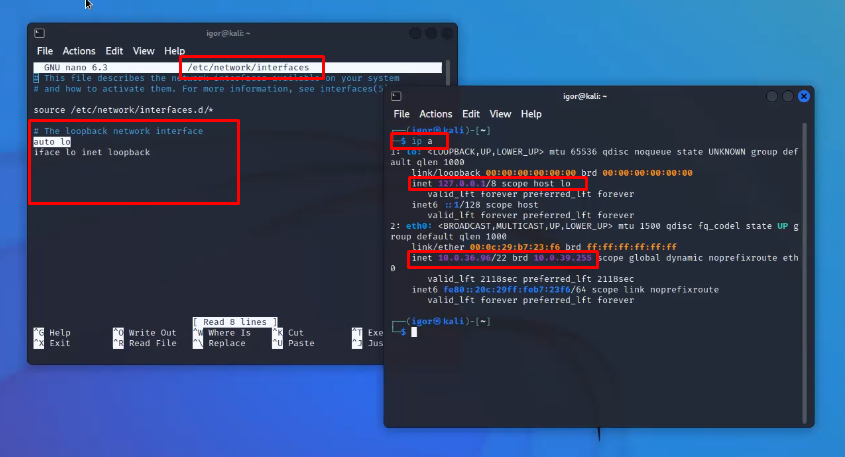 igor@kali: ~
File Actions Edit View Help
GNU nano 6.3 /etc/network/interfaces
# This file describes the network interfaces available on your system
# and how to activate them. For more information, see interfaces(5)
source /etc/network/interfaces.d/*
# The loopback network interface
auto lo
iface lo inet loopback
[ Read 8 lines ]
^G Help ^O Write Out ^W Where Is ^K Cut ^T Exe
^X Exit ^R Read File ^\ Replace ^U Paste ^J Jus
igor@kali: ~
File Actions Edit View Help
┌──(igor㉿kali)-[~]
└─$ ip a
1: lo: <LOOPBACK,UP,LOWER_UP> mtu 65536 qdisc noqueue state UNKNOWN group def
ault qlen 1000
link/loopback 00:00:00:00:00:00 brd 00:00:00:00:00:00
inet 127.0.0.1/8 scope host lo
valid_lft forever preferred_lft forever
inet6 ::1/128 scope host
valid_lft forever preferred_lft forever
2: eth0: <BROADCAST,MULTICAST,UP,LOWER_UP> mtu 1500 qdisc fq_codel state UP g
roup default qlen 1000
link/ether 00:0c:29:b7:23:f6 brd ff:ff:ff:ff:ff:ff
inet 10.0.36.96/22 brd 10.0.39.255 scope global dynamic noprefixroute eth
0
valid_lft 2118sec preferred_lft 2118sec
inet6 fe80::20c:29ff:feb7:23f6/64 scope link noprefixroute
valid_lft forever preferred_lft forever
┌──(igor㉿kali)-[~]
└─$